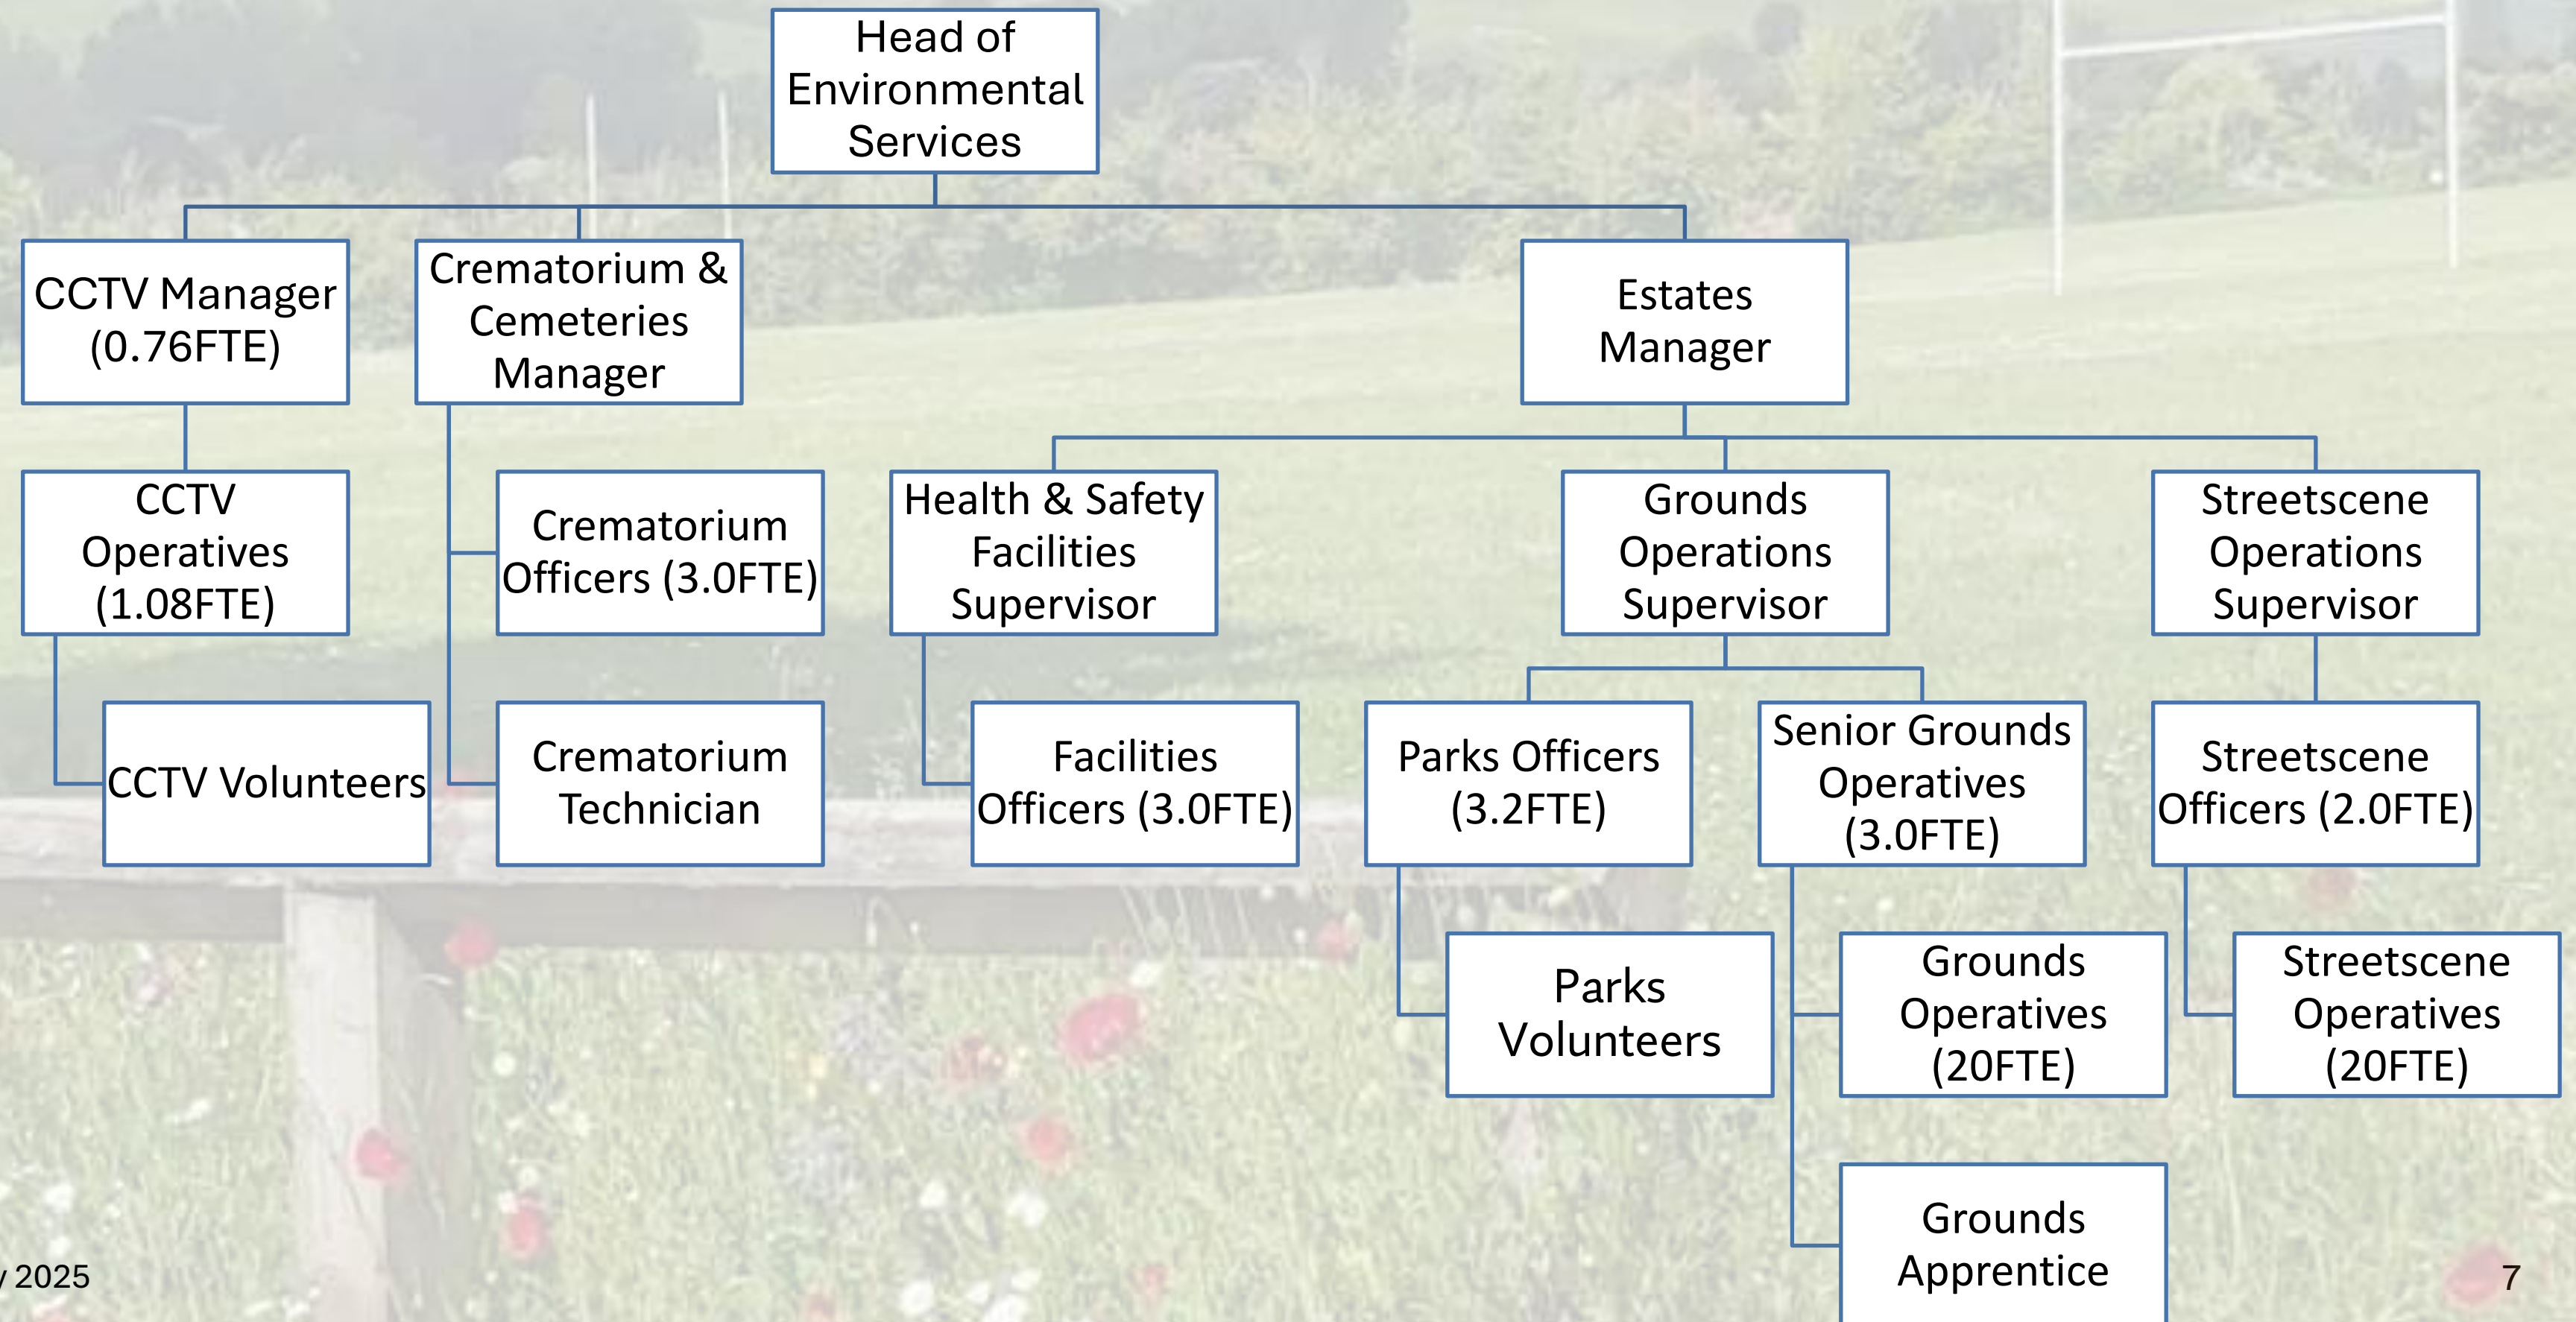 Head of
Environmental
Services
CCTV Manager
(0.76FTE)
Crematorium &
Cemeteries
Manager
Estates
Manager
CCTV
Operatives
(1.08FTE)
Crematorium
Officers (3.0FTE)
Health & Safety
Facilities
Supervisor
Grounds
Operations
Supervisor
Streetscene
Operations
Supervisor
CCTV Volunteers
Crematorium
Technician
Facilities
Officers (3.0FTE)
Parks Officers
(3.2FTE)
Senior Grounds
Operatives
(3.0FTE)
Streetscene
Officers (2.0FTE)
Parks
Volunteers
Grounds
Operatives
(20FTE)
Streetscene
Operatives
(20FTE)
Grounds
Apprentice
2025
7